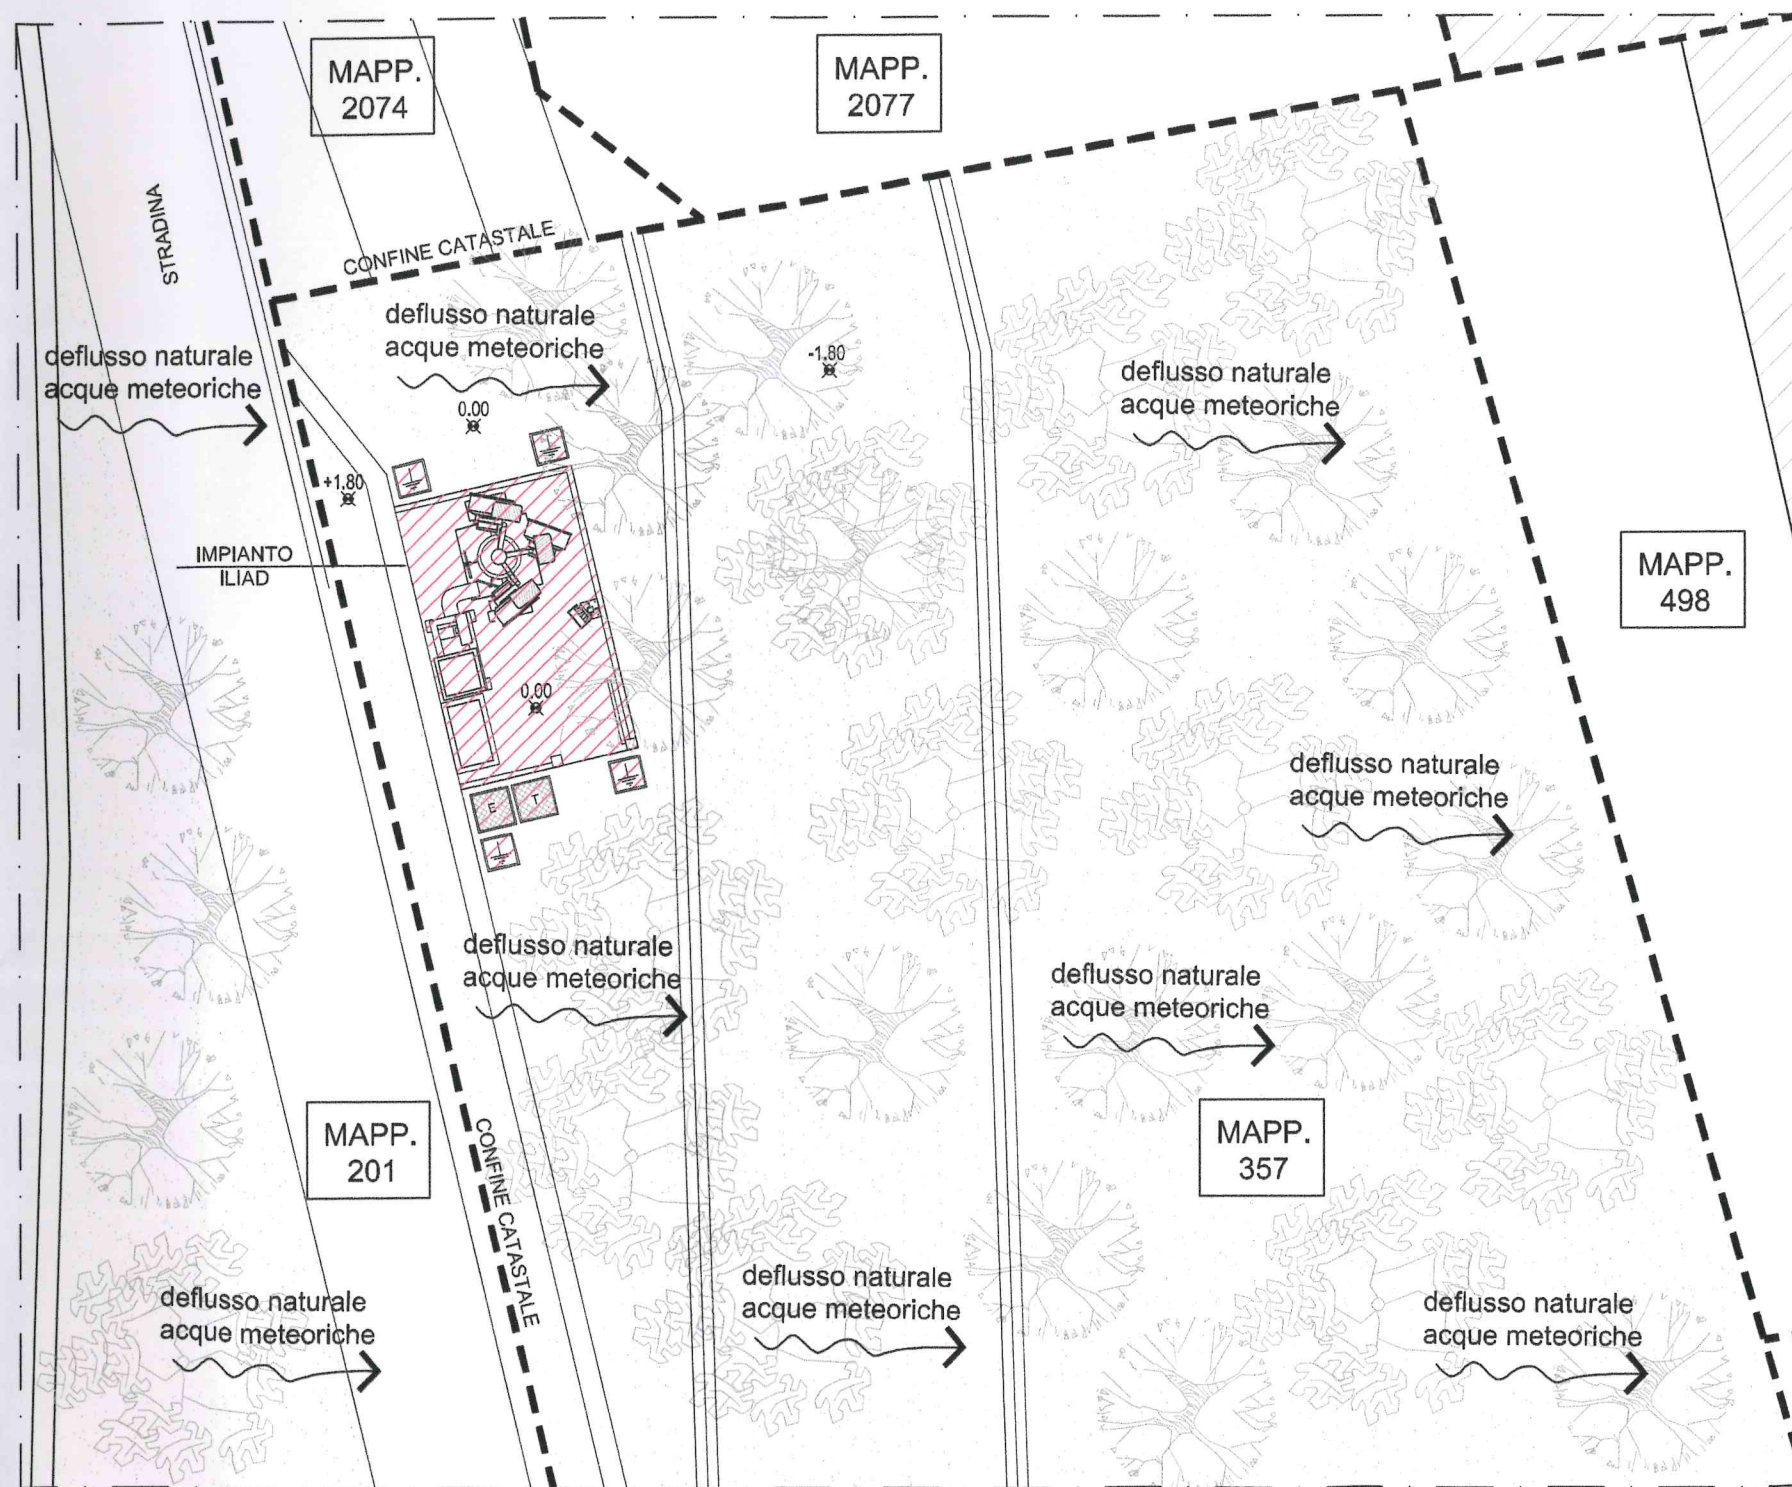 MAPP.
2074
MAPP.
2077
STRADINA
CONFINE CATASTALE
deflusso naturale
acque meteoriche
deflusso naturale
acque meteoriche
-1.80
deflusso naturale
acque meteoriche
0.00
+1.80
IMPIANTO
ILIAD
MAPP.
498
0.00
E
T
deflusso naturale
acque meteoriche
deflusso naturale
acque meteoriche
deflusso naturale
acque meteoriche
MAPP.
201
CONFINE CATASTALE
MAPP.
357
deflusso naturale
acque meteoriche
deflusso naturale
acque meteoriche
deflusso naturale
acque meteoriche